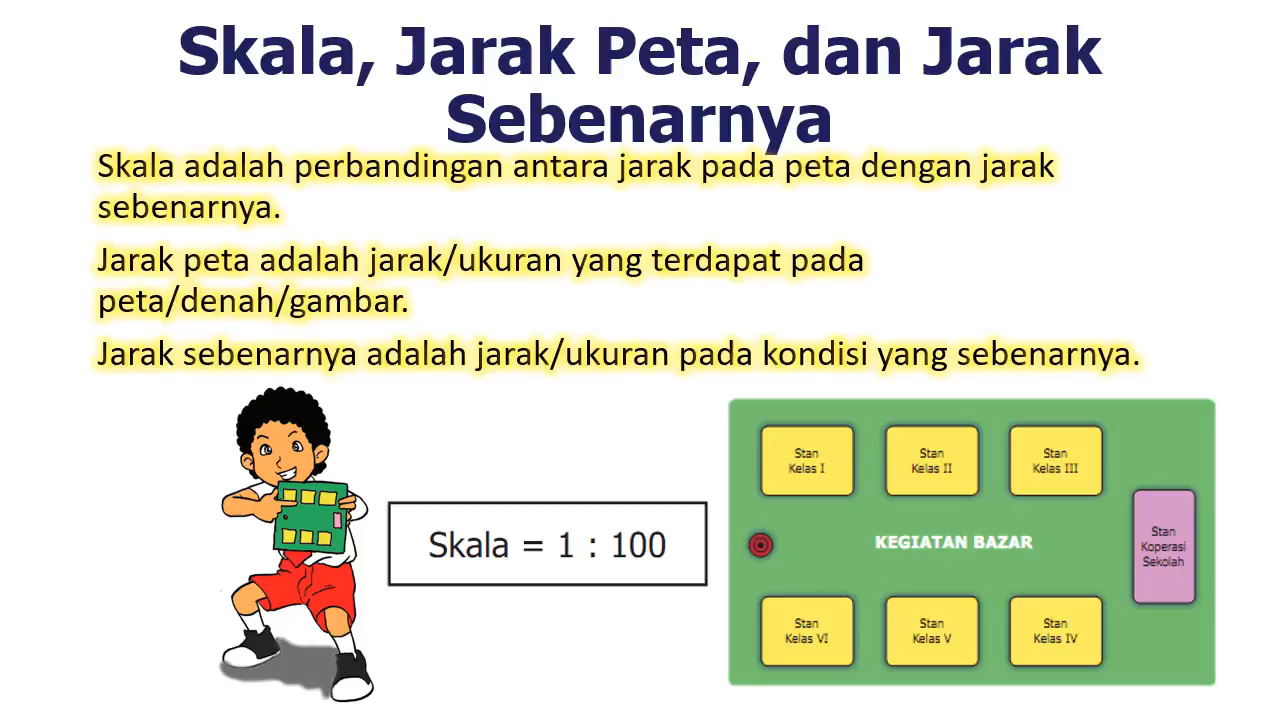 Skala, Jarak Peta, dan Jarak
Sebenarnya
Skala adalah perbandingan antara jarak pada peta dengan jarak
sebenarnya.
Jarak peta adalah jarak/ukuran yang terdapat pada
peta/denah/gambar.
Jarak sebenarnya adalah jarak/ukuran pada kondisi yang sebenarnya.
Skala = 1 : 100
Stan
Kelas I
Stan
Kelas II
Stan
Kelas III
KEGIATAN BAZAR
Stan
Koperasi
Sekolah
Stan
Kelas VI
Stan
Kelas V
Stan
Kelas IV